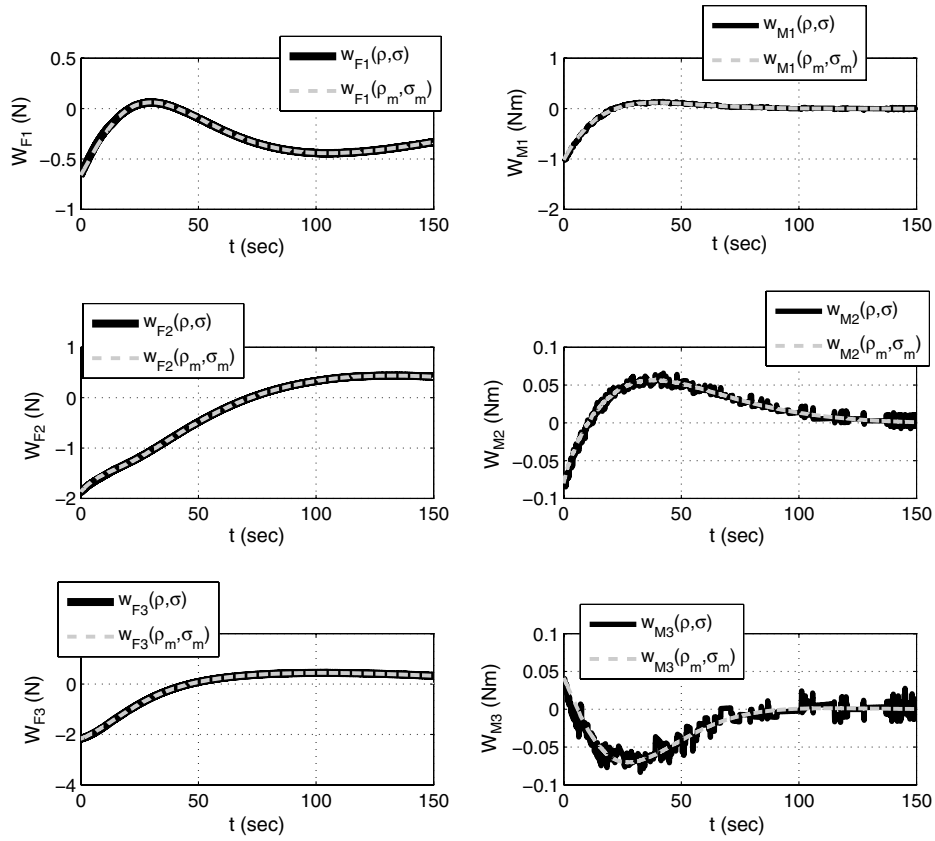 w_F1(ρ,σ)
w_F1(ρ_m,σ_m)
0.5
0
−0.5
−1
W_F1 (N)
0 50 100 150
t (sec)
w_M1(ρ,σ)
w_M1(ρ_m,σ_m)
1
0
−1
−2
W_M1 (Nm)
0 50 100 150
t (sec)
w_F2(ρ,σ)
w_F2(ρ_m,σ_m)
1
0
−1
−2
W_F2 (N)
0 50 100 150
t (sec)
w_M2(ρ,σ)
w_M2(ρ_m,σ_m)
0.1
0.05
0
−0.05
−0.1
W_M2 (Nm)
0 50 100 150
t (sec)
w_F3(ρ,σ)
w_F3(ρ_m,σ_m)
0
−2
−4
W_F3 (N)
0 50 100 150
t (sec)
w_M3(ρ,σ)
w_M3(ρ_m,σ_m)
0.1
0.05
0
−0.05
−0.1
W_M3 (Nm)
0 50 100 150
t (sec)